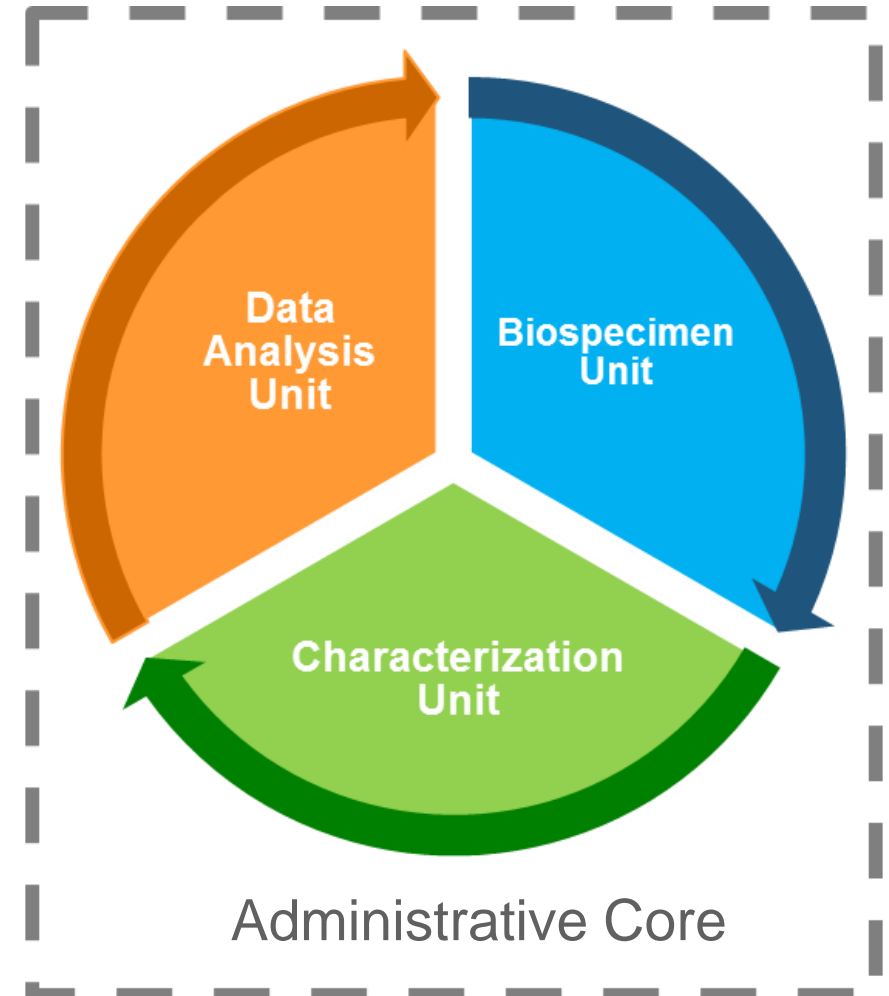 Data
Analysis
Unit
Biospecimen
Unit
Characterization
Unit
Administrative Core